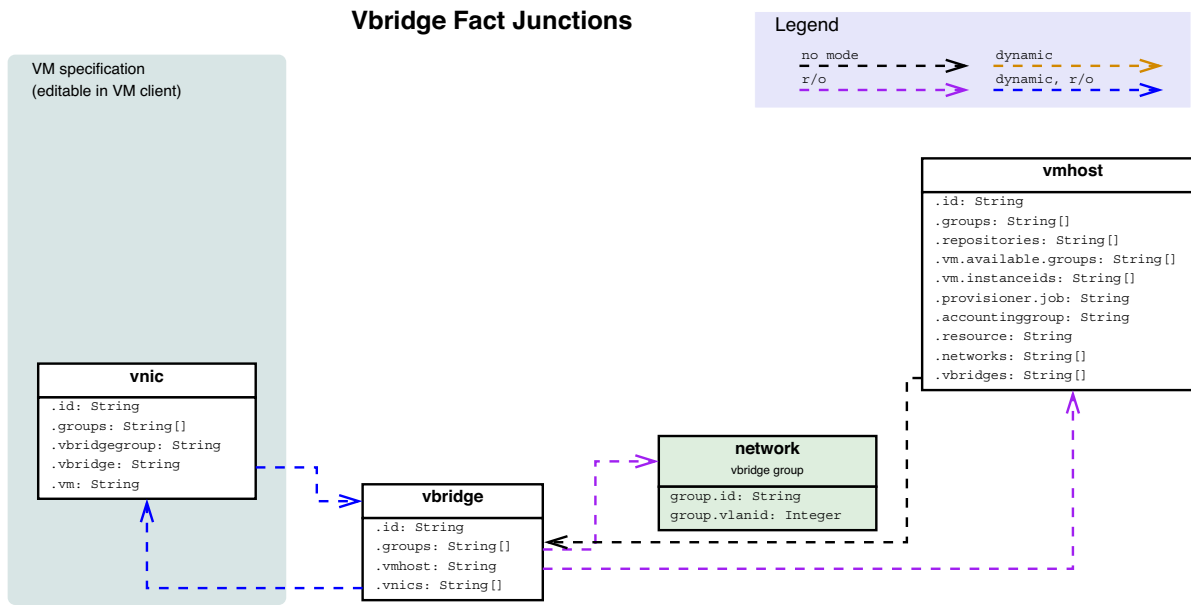 Vbridge Fact Junctions
Legend
no mode
dynamic
r/o
dynamic, r/o
VM specification
(editable in VM client)
vmhost
.id: String
.groups: String[]
.repositories: String[]
.vm.available.groups: String[]
.vm.instanceids: String[]
.provisioner.job: String
.accountinggroup: String
.resource: String
.networks: String[]
.vbridges: String[]
vnic
.id: String
.groups: String[]
.vbridgegroup: String
.vbridge: String
.vm: String
network
vbridge group
group.id: String
group.vlanid: Integer
vbridge
.id: String
.groups: String[]
.vmhost: String
.vnics: String[]